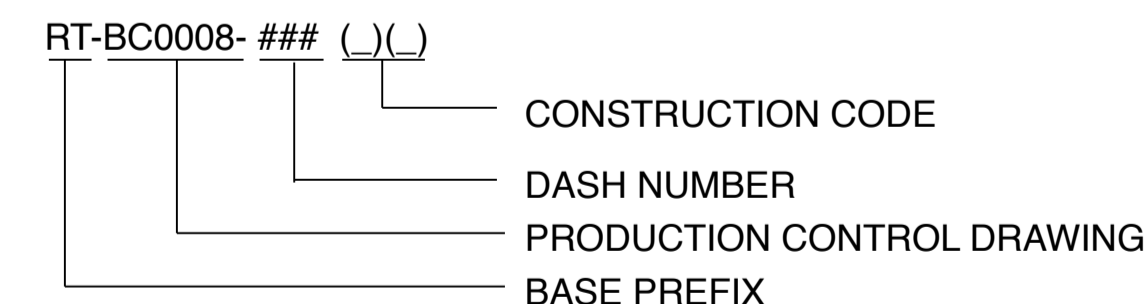 RT-BC0008- ### (_)(_)
CONSTRUCTION CODE
DASH NUMBER
PRODUCTION CONTROL DRAWING
BASE PREFIX